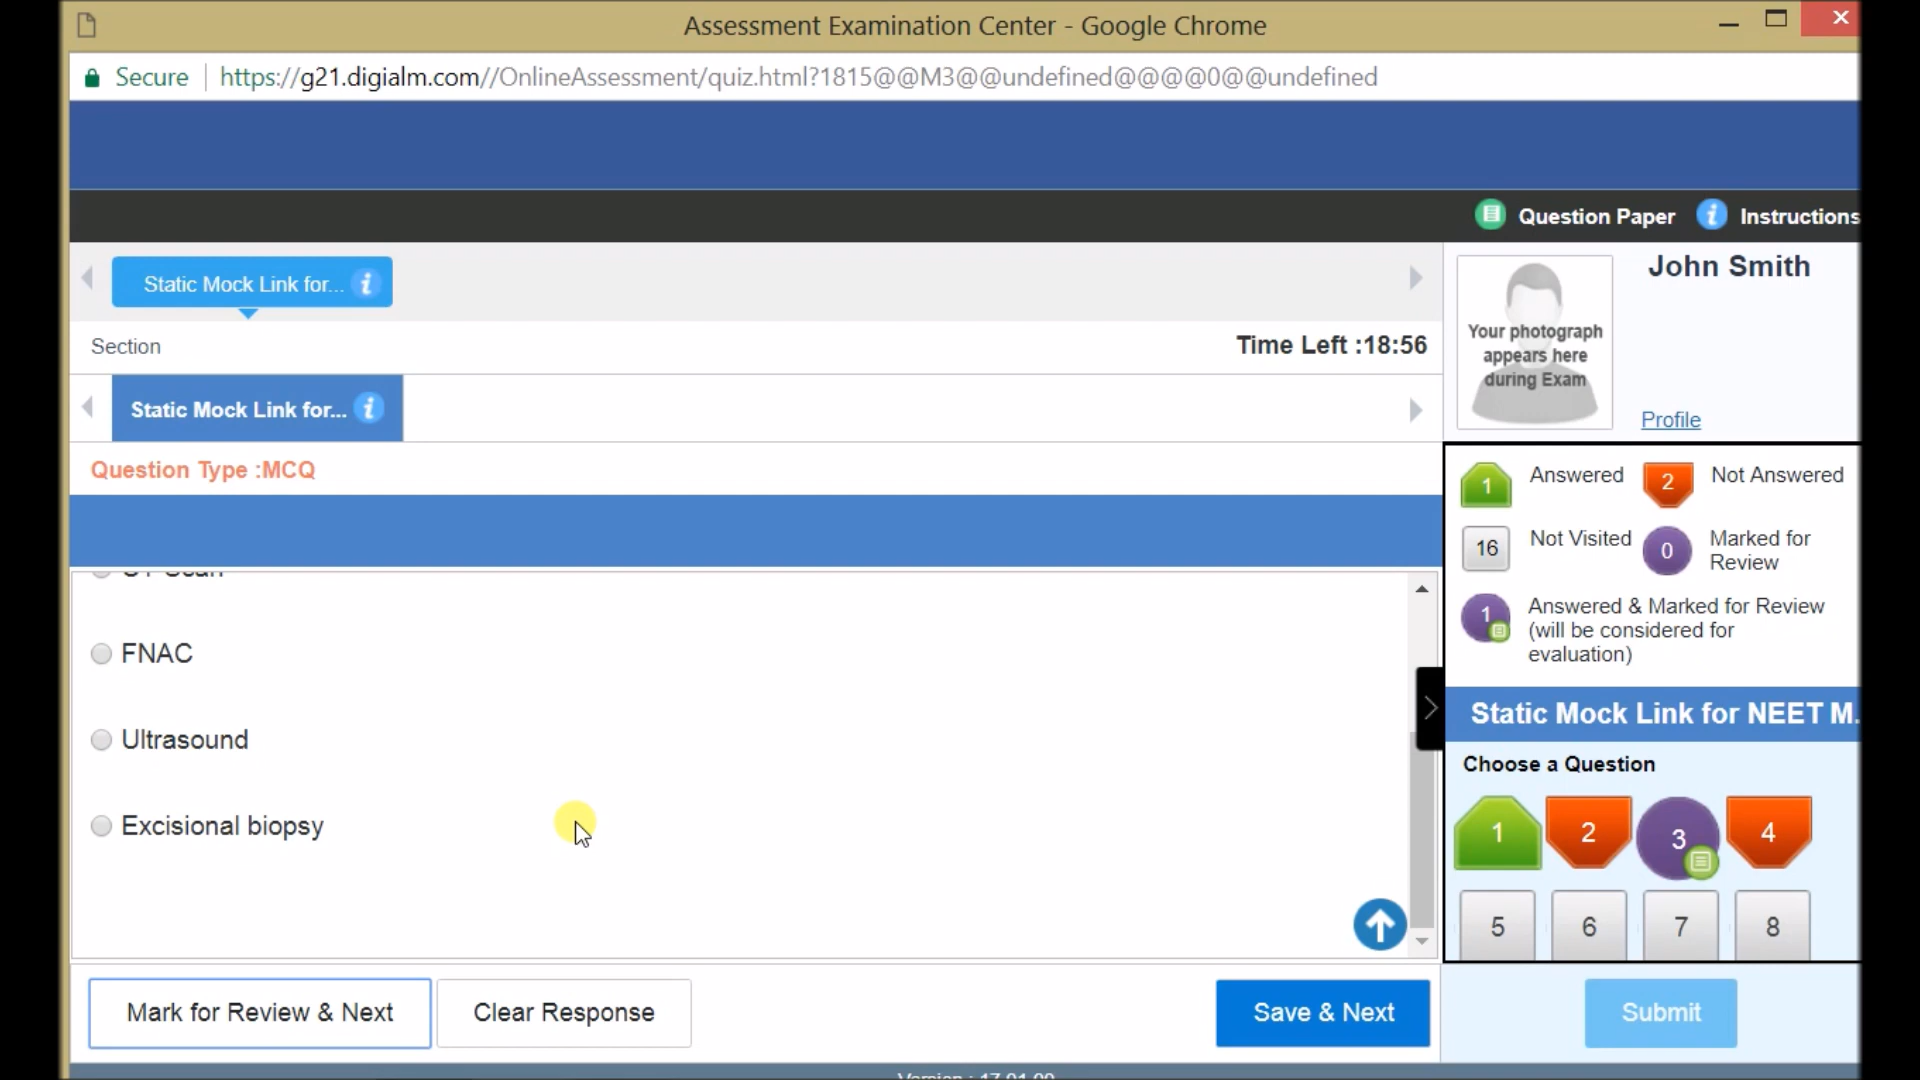 Assessment Examination Center - Google Chrome
Secure https://g21.digialm.com//OnlineAssessment/quiz.html?1815@@M3@@undefined@@@@0@@undefined
Question Paper Instructions
Static Mock Link for...
John Smith
Your photograph
appears here
during Exam
Profile
Section
Time Left :18:56
Static Mock Link for...
Question Type :MCQ
1 Answered 2 Not Answered
16 Not Visited 0 Marked for
Review
1 Answered & Marked for Review
(will be considered for
evaluation)
FNAC
Ultrasound
Excisional biopsy
Static Mock Link for NEET M.
Choose a Question
1 2 3 4
5 6 7 8
Mark for Review & Next Clear Response Save & Next Submit